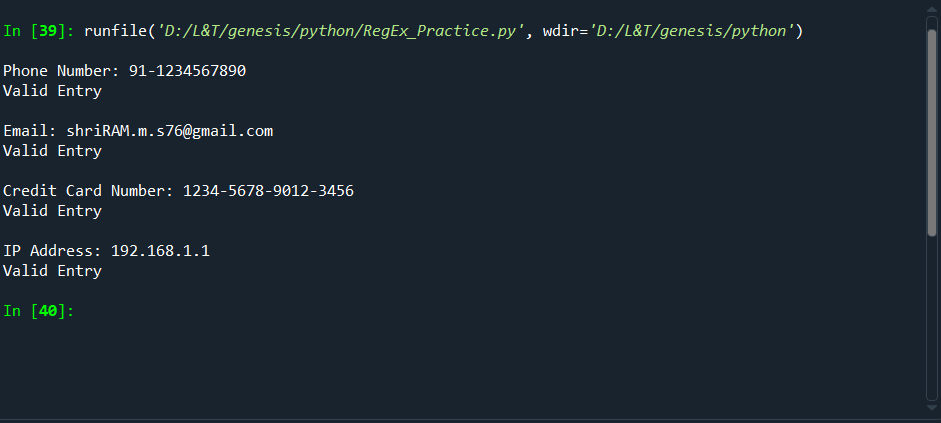 In [39]: runfile('D:/L&T/genesis/python/RegEx_Practice.py', wdir='D:/L&T/genesis/python')
Phone Number: 91-1234567890
Valid Entry
Email: shriRAM.m.s76@gmail.com
Valid Entry
Credit Card Number: 1234-5678-9012-3456
Valid Entry
IP Address: 192.168.1.1
Valid Entry
In [40]: